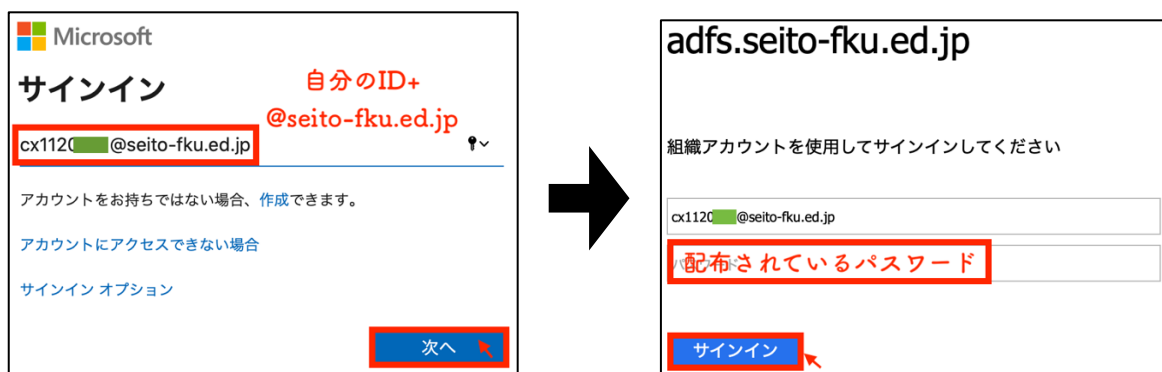 Microsoft
サインイン
自分のID+
@seito-fku.ed.jp
cx1120 @seito-fku.ed.jp
アカウントをお持ちではない場合、作成できます。
アカウントにアクセスできない場合
サインイン オプション
次へ
adfs.seito-fku.ed.jp
組織アカウントを使用してサインインしてください
cx1120 @seito-fku.ed.jp
配布されているパスワード
サインイン